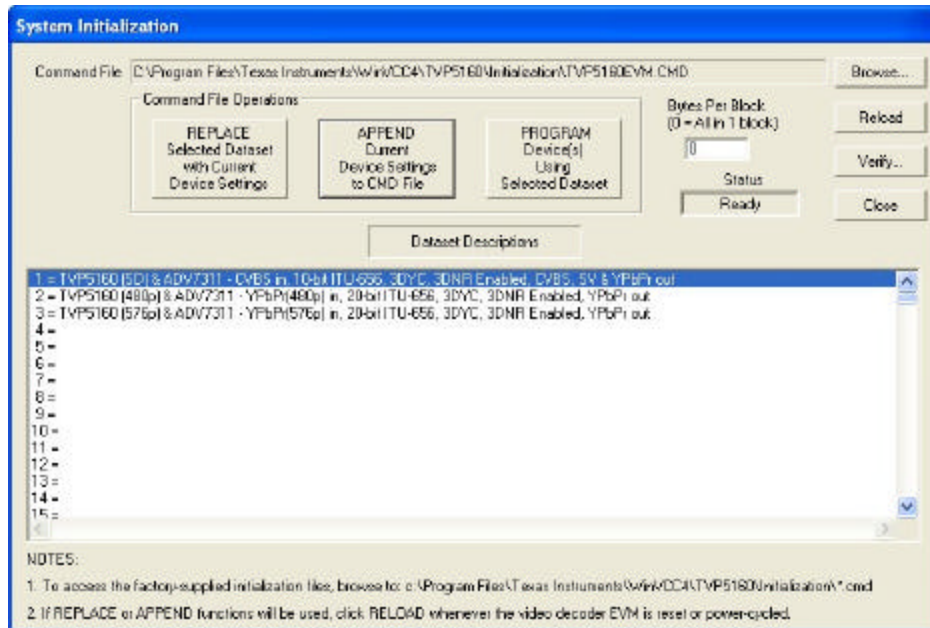 System Initialization
Command File C:\Program Files\Texas Instruments\WinVCC4\TVP5160\Initialization\TVP5160EVM.CMD Browse...
Command File Operations
REPLACE
Selected Dataset
with Current
Device Settings
APPEND
Current
Device Settings
to CMD File
PROGRAM
Device(s)
Using
Selected Dataset
Bytes Per Block
(0 = All in 1 block)
0
Status
Ready
Reload
Verify...
Close
Dataset Descriptions
1 = TVP5160 (SD) & ADV7311 - CVBS in, 10-bit ITU-656, 3DYC, 3DNR Enabled, CVBS, SV & YPbPr out
2 = TVP5160 (480p) & ADV7311 - YPbPr(480p) in, 20-bit ITU-656, 3DYC, 3DNR Enabled, YPbPr out
3 = TVP5160 (576p) & ADV7311 - YPbPr(576p) in, 20-bit ITU-656, 3DYC, 3DNR Enabled, YPbPr out
4 =
5 =
6 =
7 =
8 =
9 =
10 =
11 =
12 =
13 =
14 =
15 =
NOTES:
1. To access the factory-supplied initialization files, browse to: c:\Program Files\Texas Instruments\WinVCC4\TVP5160\Initialization\*.cmd
2. If REPLACE or APPEND functions will be used, click RELOAD whenever the video decoder EVM is reset or power-cycled.